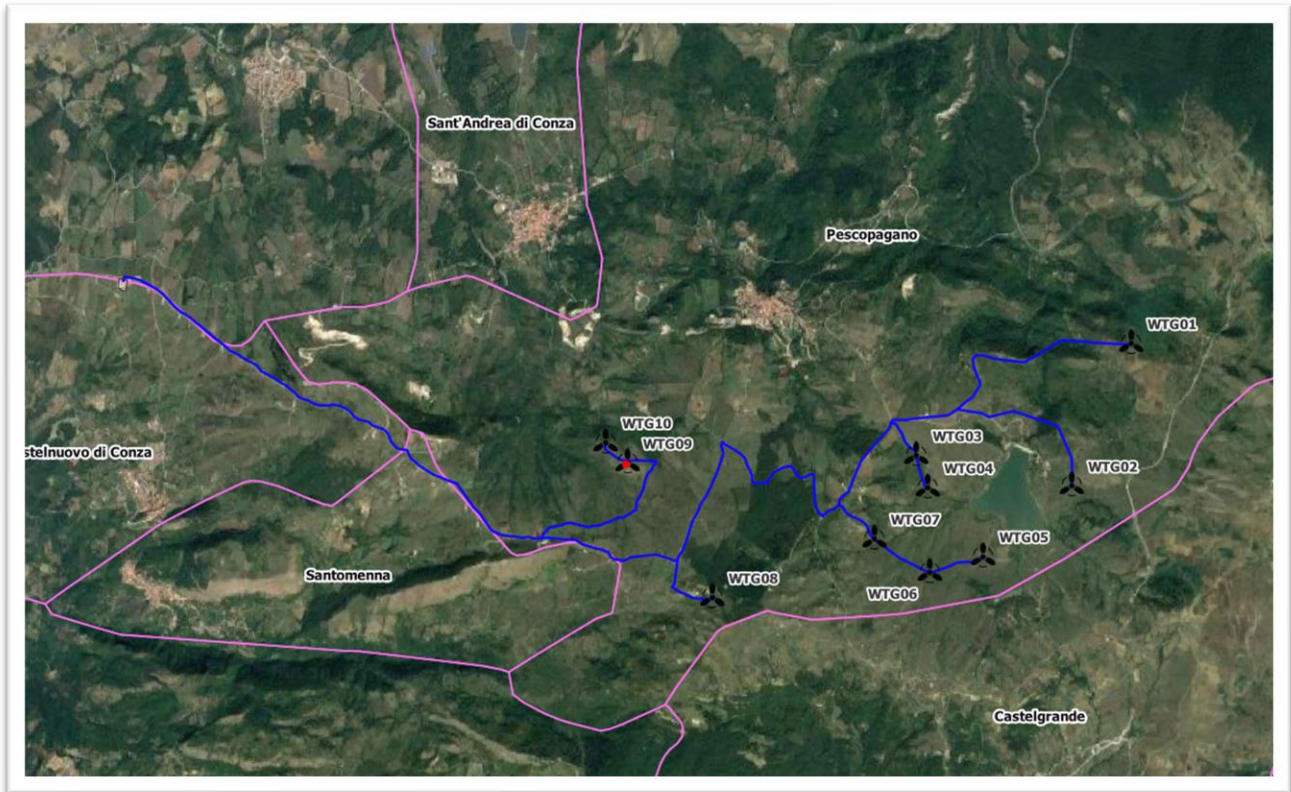 Sant'Andrea di Conza
Pescopagano
WTG01
WTG10
WTG03
WTG09
stelnuovo di Conza
WTG04
WTG02
WTG07
WTG05
Santomenna
WTG08
WTG06
Castelgrande